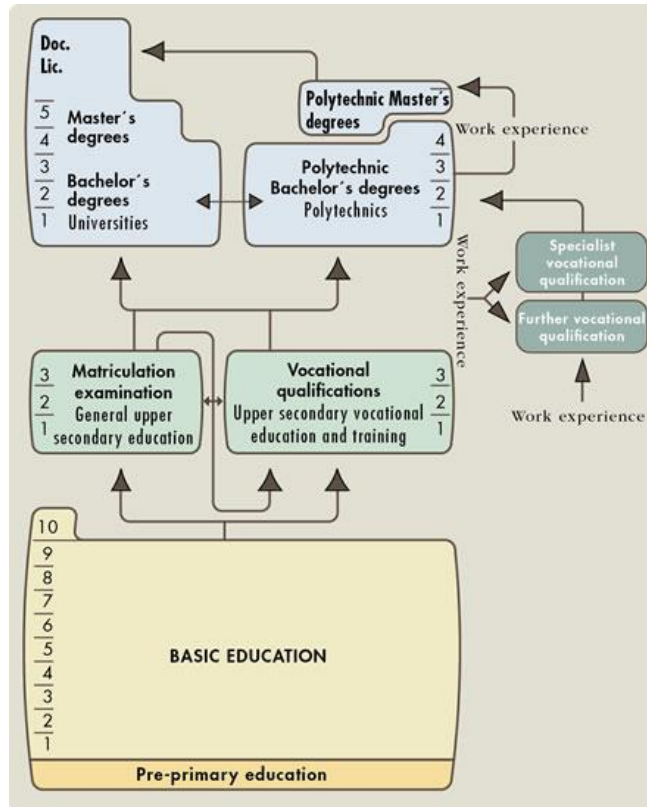 Doc.
Lic.
5
4
3
2
1
Master´s
degrees
Bachelor´s
degrees
Universities
Polytechnic Master´s
degrees
Work experience
Polytechnic
Bachelor´s degrees
Polytechnics
4
3
2
1
Work experience
Specialist
vocational
qualification
Further vocational
qualification
Work experience
3
2
1
Matriculation
examination
General upper
secondary education
Vocational
qualifications
Upper secondary vocational
education and training
3
2
1
10
9
8
7
6
5
4
3
2
1
BASIC EDUCATION
Pre-primary education